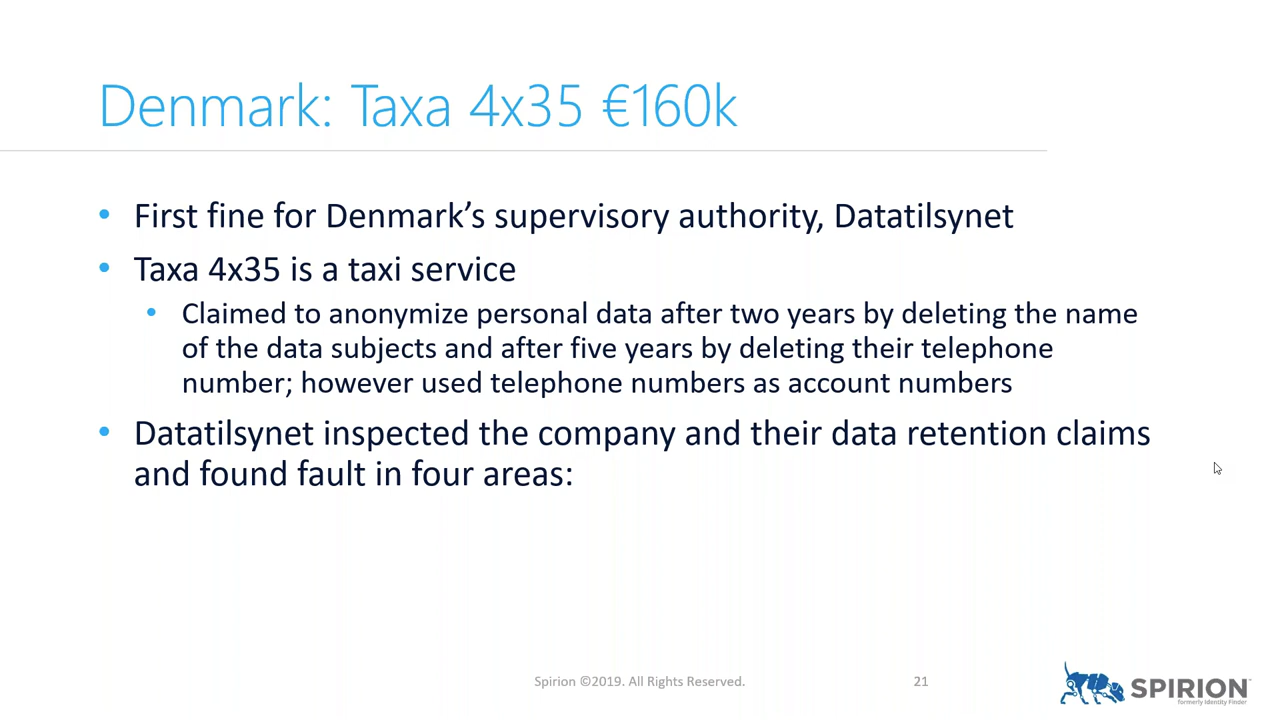 Denmark: Taxa 4x35 €160k
• First fine for Denmark's supervisory authority, Datatilsynet
• Taxa 4x35 is a taxi service
• Claimed to anonymize personal data after two years by deleting the name
of the data subjects and after five years by deleting their telephone
number; however used telephone numbers as account numbers
• Datatilsynet inspected the company and their data retention claims
and found fault in four areas:
Spirion ©2019. All Rights Reserved.
21
SPIRION
formerly Identity Finder